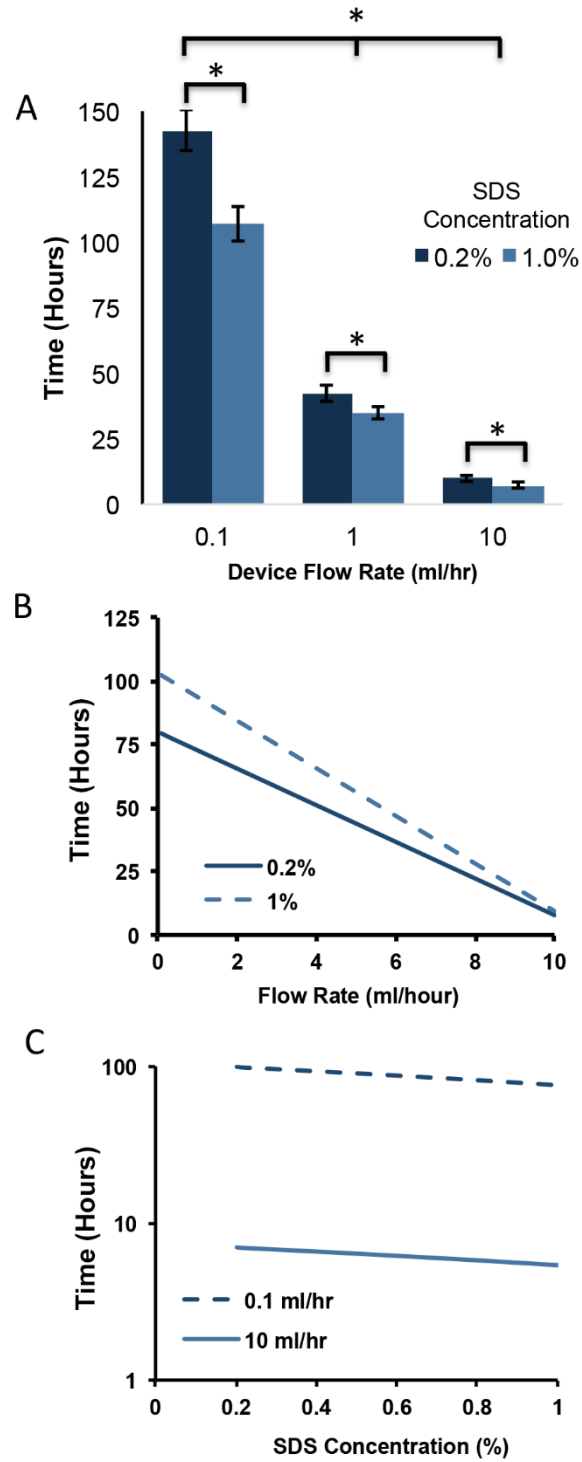 *
*
A
150
125
100
75
50
25
0
Time (Hours)
SDS
Concentration
0.2% 1.0%
*
*
0.1 1 10
Device Flow Rate (ml/hr)
B
125
100
75
50
25
0
Time (Hours)
0.2%
1%
0 2 4 6 8 10
Flow Rate (ml/hour)
C
100
10
1
Time (Hours)
0.1 ml/hr
10 ml/hr
0 0.2 0.4 0.6 0.8 1
SDS Concentration (%)